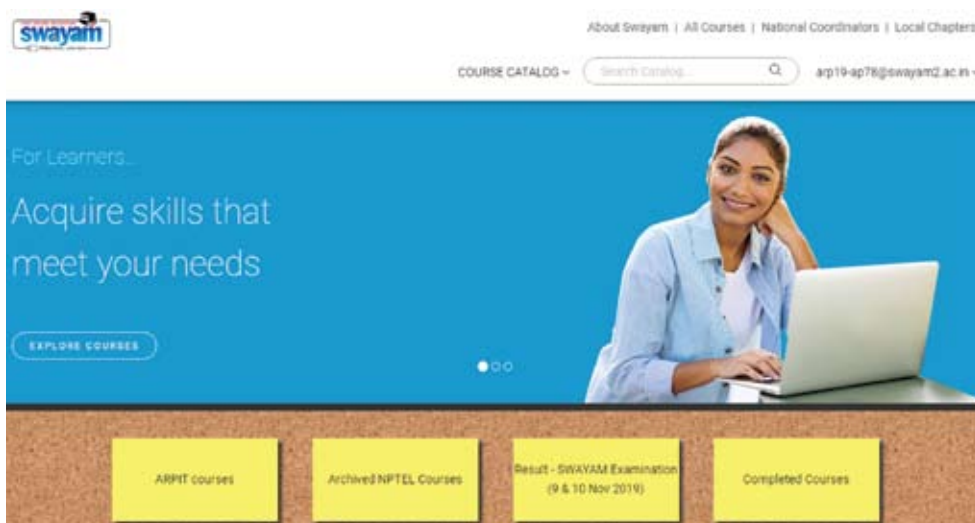 swayam
About Swayam | All Courses | National Coordinators | Local Chapters
COURSE CATALOG
Search Catalog...
arp19-ap78@swayam2.ac.in
For Learners...
Acquire skills that
meet your needs
EXPLORE COURSES
ARPIT courses
Archived NPTEL Courses
Result - SWAYAM Examination
(9 & 10 Nov 2019)
Completed Courses